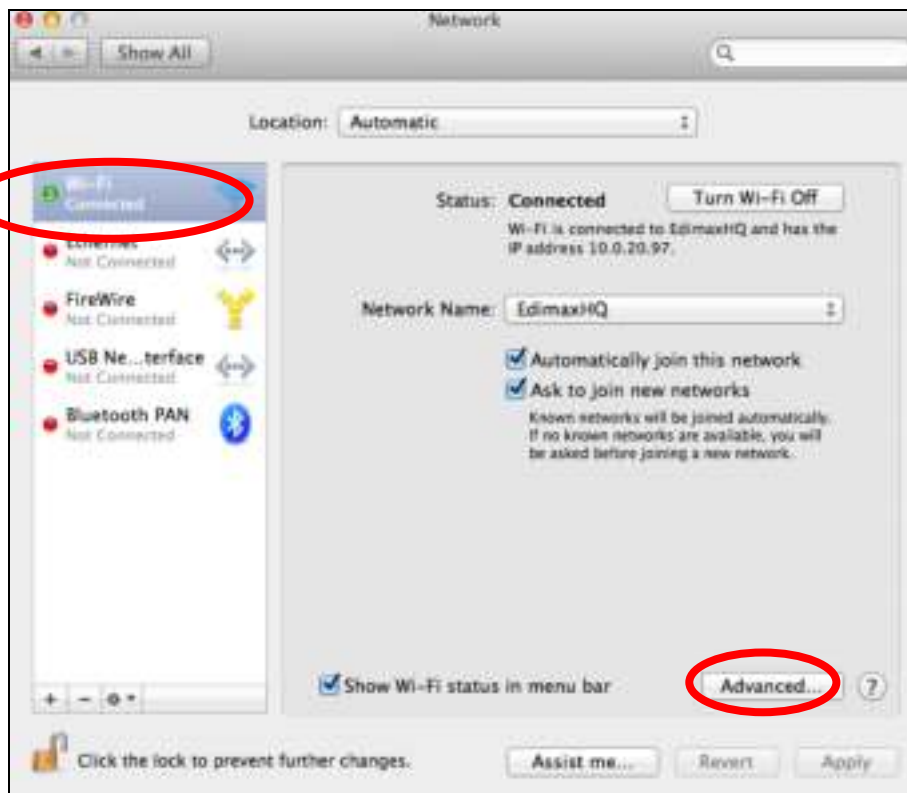 Network
Show All
Location: Automatic
Wi-Fi
Connected
Ethernet
Not Connected
FireWire
Not Connected
USB Ne...terface
Not Connected
Bluetooth PAN
Not Connected
Status: Connected
Turn Wi-Fi Off
Wi-Fi is connected to EdimaxHQ and has the
IP address 10.0.20.97.
Network Name: EdimaxHQ
Automatically join this network
Ask to join new networks
Known networks will be joined automatically.
If no known networks are available, you will
be asked before joining a new network.
Show Wi-Fi status in menu bar
Advanced...
?
+ -
Click the lock to prevent further changes.
Assist me...
Revert
Apply